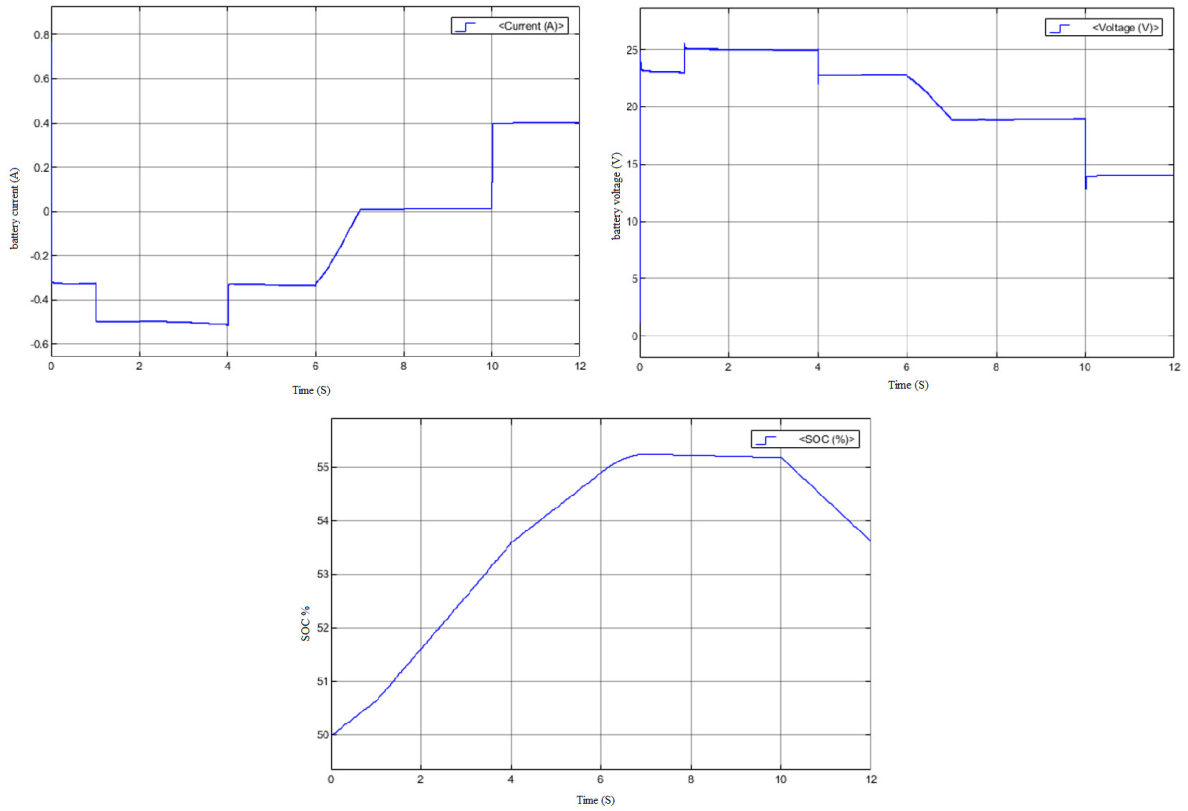 <Current (A)>
battery current (A)
0.8
0.6
0.4
0.2
0
-0.2
-0.4
-0.6
0 2 4 6 8 10 12
Time (S)
<Voltage (V)>
battery voltage (V)
25
20
15
10
5
0
0 2 4 6 8 10 12
Time (S)
<SOC (%)>
SOC %
55
54
53
52
51
50
0 2 4 6 8 10 12
Time (S)